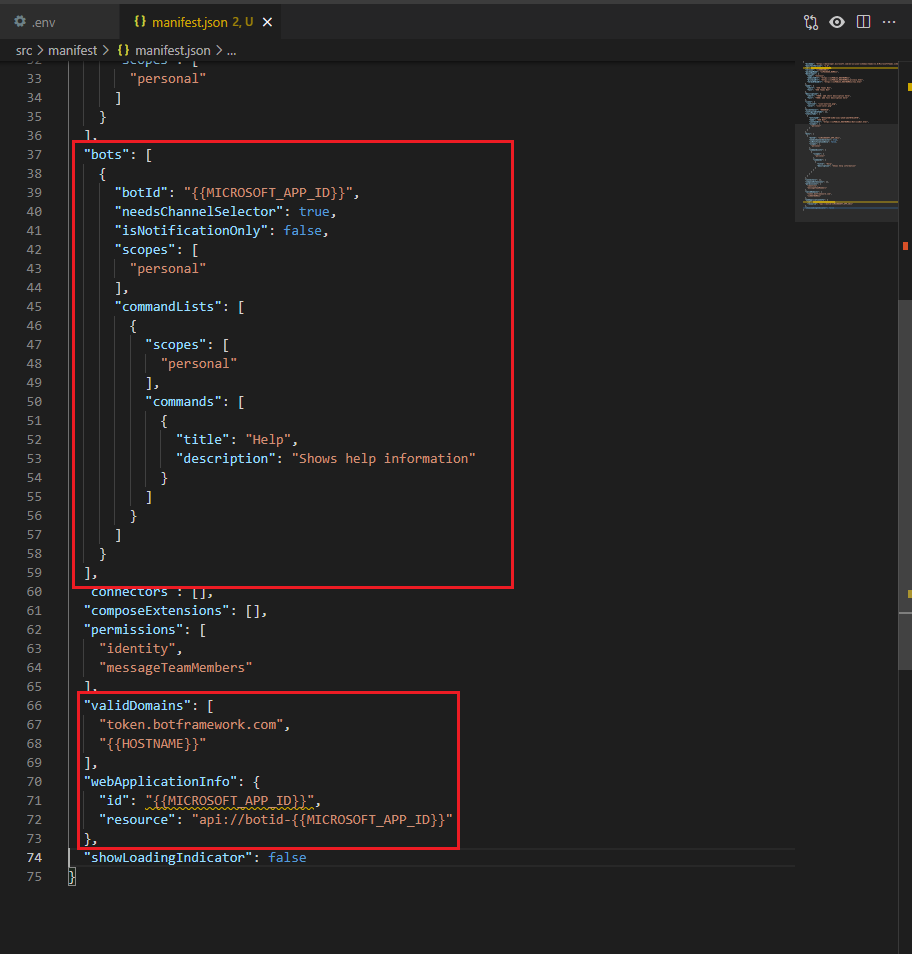 .env
{} manifest.json 2, U ×
src > manifest > {} manifest.json > ...
32 "scopes": [
33 "personal"
34 ]
35 }
36 ],
37 "bots": [
38 {
39 "botId": "{{MICROSOFT_APP_ID}}",
40 "needsChannelSelector": true,
41 "isNotificationOnly": false,
42 "scopes": [
43 "personal"
44 ],
45 "commandLists": [
46 {
47 "scopes": [
48 "personal"
49 ],
50 "commands": [
51 {
52 "title": "Help",
53 "description": "Shows help information"
54 }
55 ]
56 }
57 ]
58 }
59 ],
60 "connectors": [],
61 "composeExtensions": [],
62 "permissions": [
63 "identity",
64 "messageTeamMembers"
65 ],
66 "validDomains": [
67 "token.botframework.com",
68 "{{HOSTNAME}}"
69 ],
70 "webApplicationInfo": {
71 "id": "{{MICROSOFT_APP_ID}}",
72 "resource": "api://botid-{{MICROSOFT_APP_ID}}"
73 },
74 "showLoadingIndicator": false
75 }